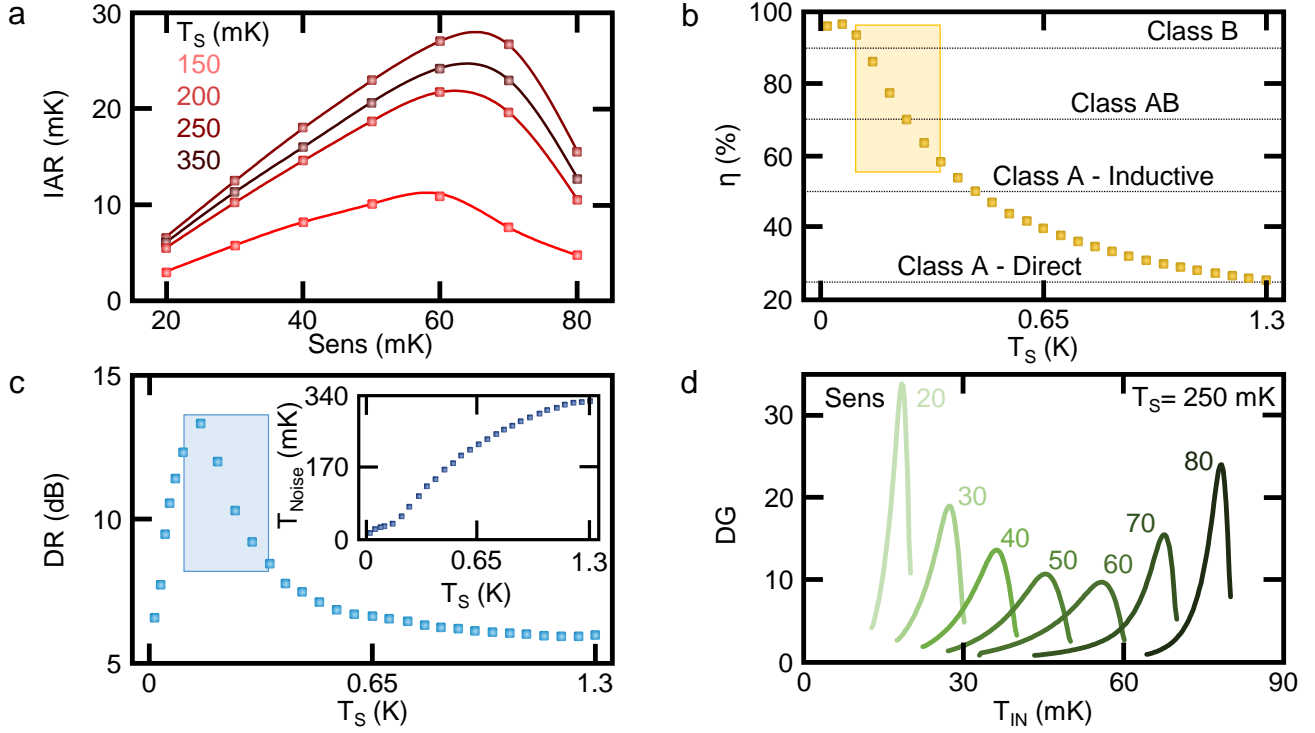 a
T_S (mK)
150
200
250
350
IAR (mK)
30
20
10
0
20
40
60
80
Sens (mK)
b
η (%)
100
80
60
40
20
Class B
Class AB
Class A - Inductive
Class A - Direct
0
0.65
1.3
T_S (K)
c
DR (dB)
15
10
5
0
0.65
1.3
T_S (K)
T_Noise (mK)
340
170
0
0
0.65
1.3
T_S (K)
d
DG
30
20
10
0
Sens
T_S= 250 mK
20
30
40
50
60
70
80
0
30
60
90
T_IN (mK)